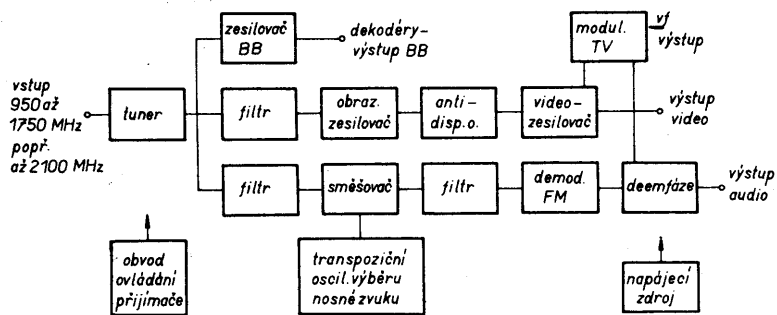 zesilovač
BB
dekodéry-
výstup BB
modul.
TV
vf
výstup
vstup
950 až
1750 MHz
popř.
až 2100 MHz
tuner
filtr
obraz.
zesilovač
anti-
disp. o.
video-
zesilovač
výstup
video
filtr
směšovač
filtr
demod.
FM
deemfáze
výstup
audio
obvod
ovládání
přijímače
transpoziční
oscil. výběru
nosné zvuku
napájecí
zdroj